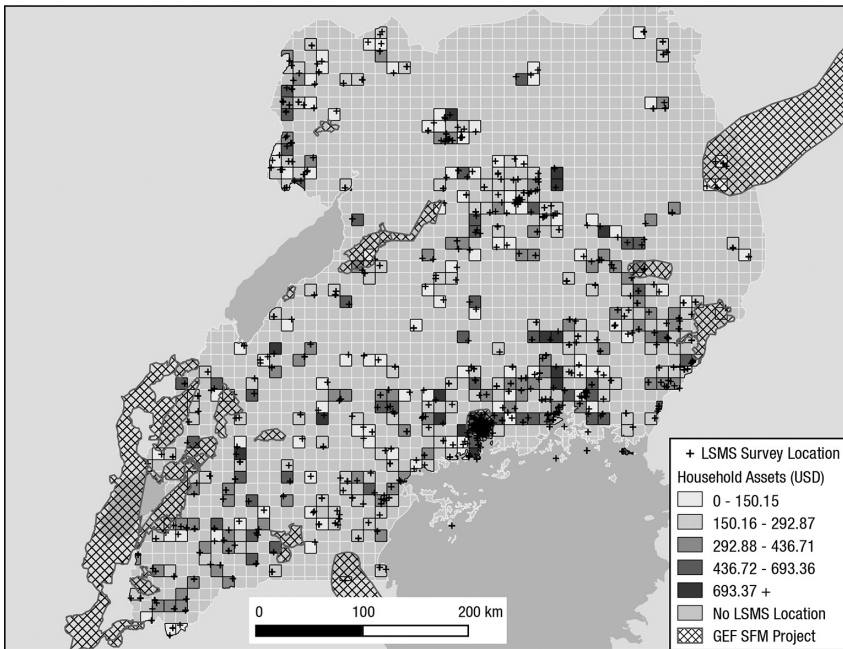 LSMS Survey Location
Household Assets (USD)
0 - 150.15
150.16 - 292.87
292.88 - 436.71
436.72 - 693.36
693.37 +
No LSMS Location
GEF SFM Project
0 100 200 km